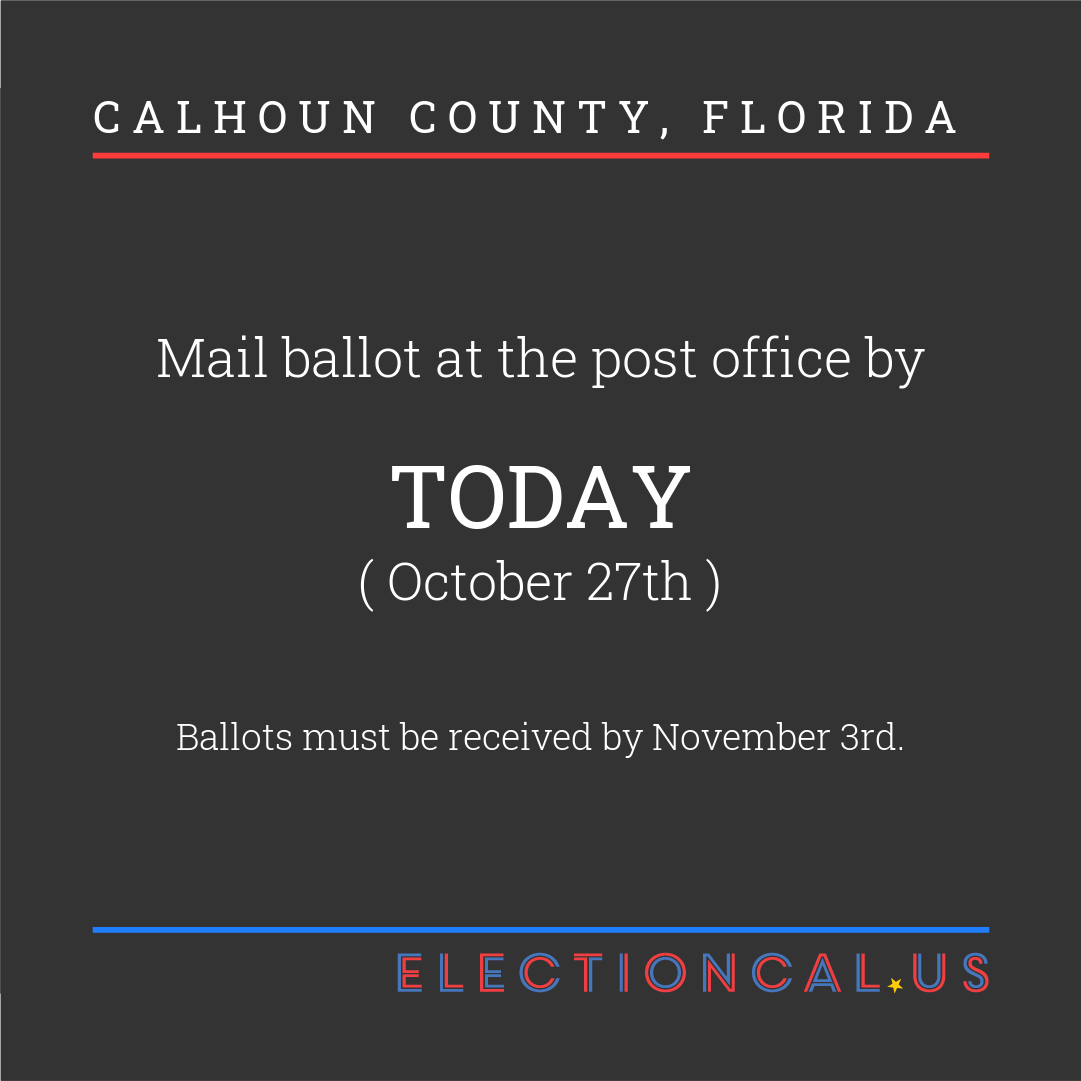 CALHOUN COUNTY, FLORIDA
Mail ballot at the post office by
TODAY
( October 27th )
Ballots must be received by November 3rd.
ELECTIONCAL.US